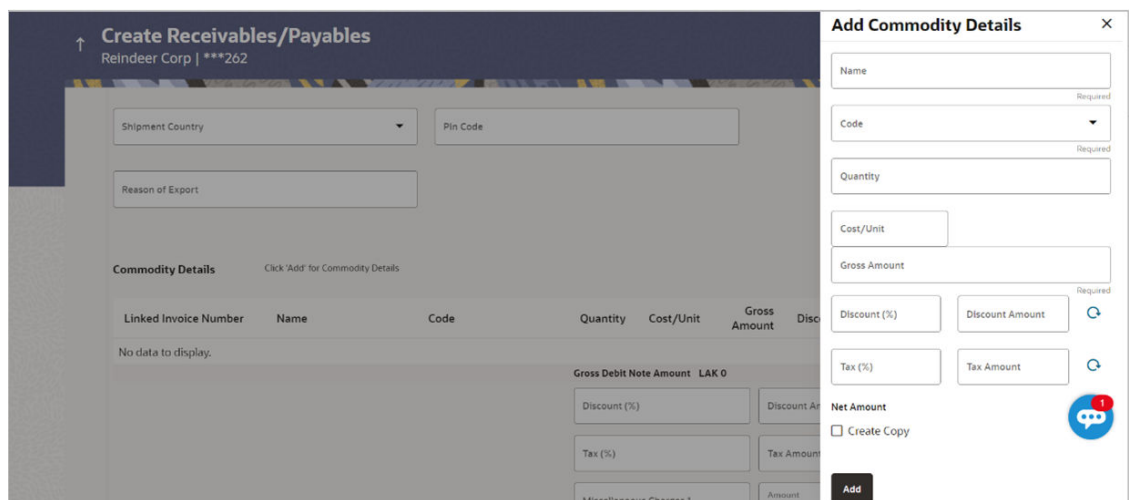 Create Receivables/Payables
Reindeer Corp | ***262
Shipment Country
Pin Code
Reason of Export
Commodity Details
Click 'Add' for Commodity Details
Linked Invoice Number Name Code Quantity Cost/Unit Gross Amount
No data to display.
Gross Debit Note Amount LAK 0
Discount (%)
Discount
Tax (%)
Tax Amount
Amount
Add Commodity Details
Name
Required
Code
Required
Quantity
Cost/Unit
Gross Amount
Required
Discount (%)
Discount Amount
Tax (%)
Tax Amount
Net Amount
1
Create Copy
Add